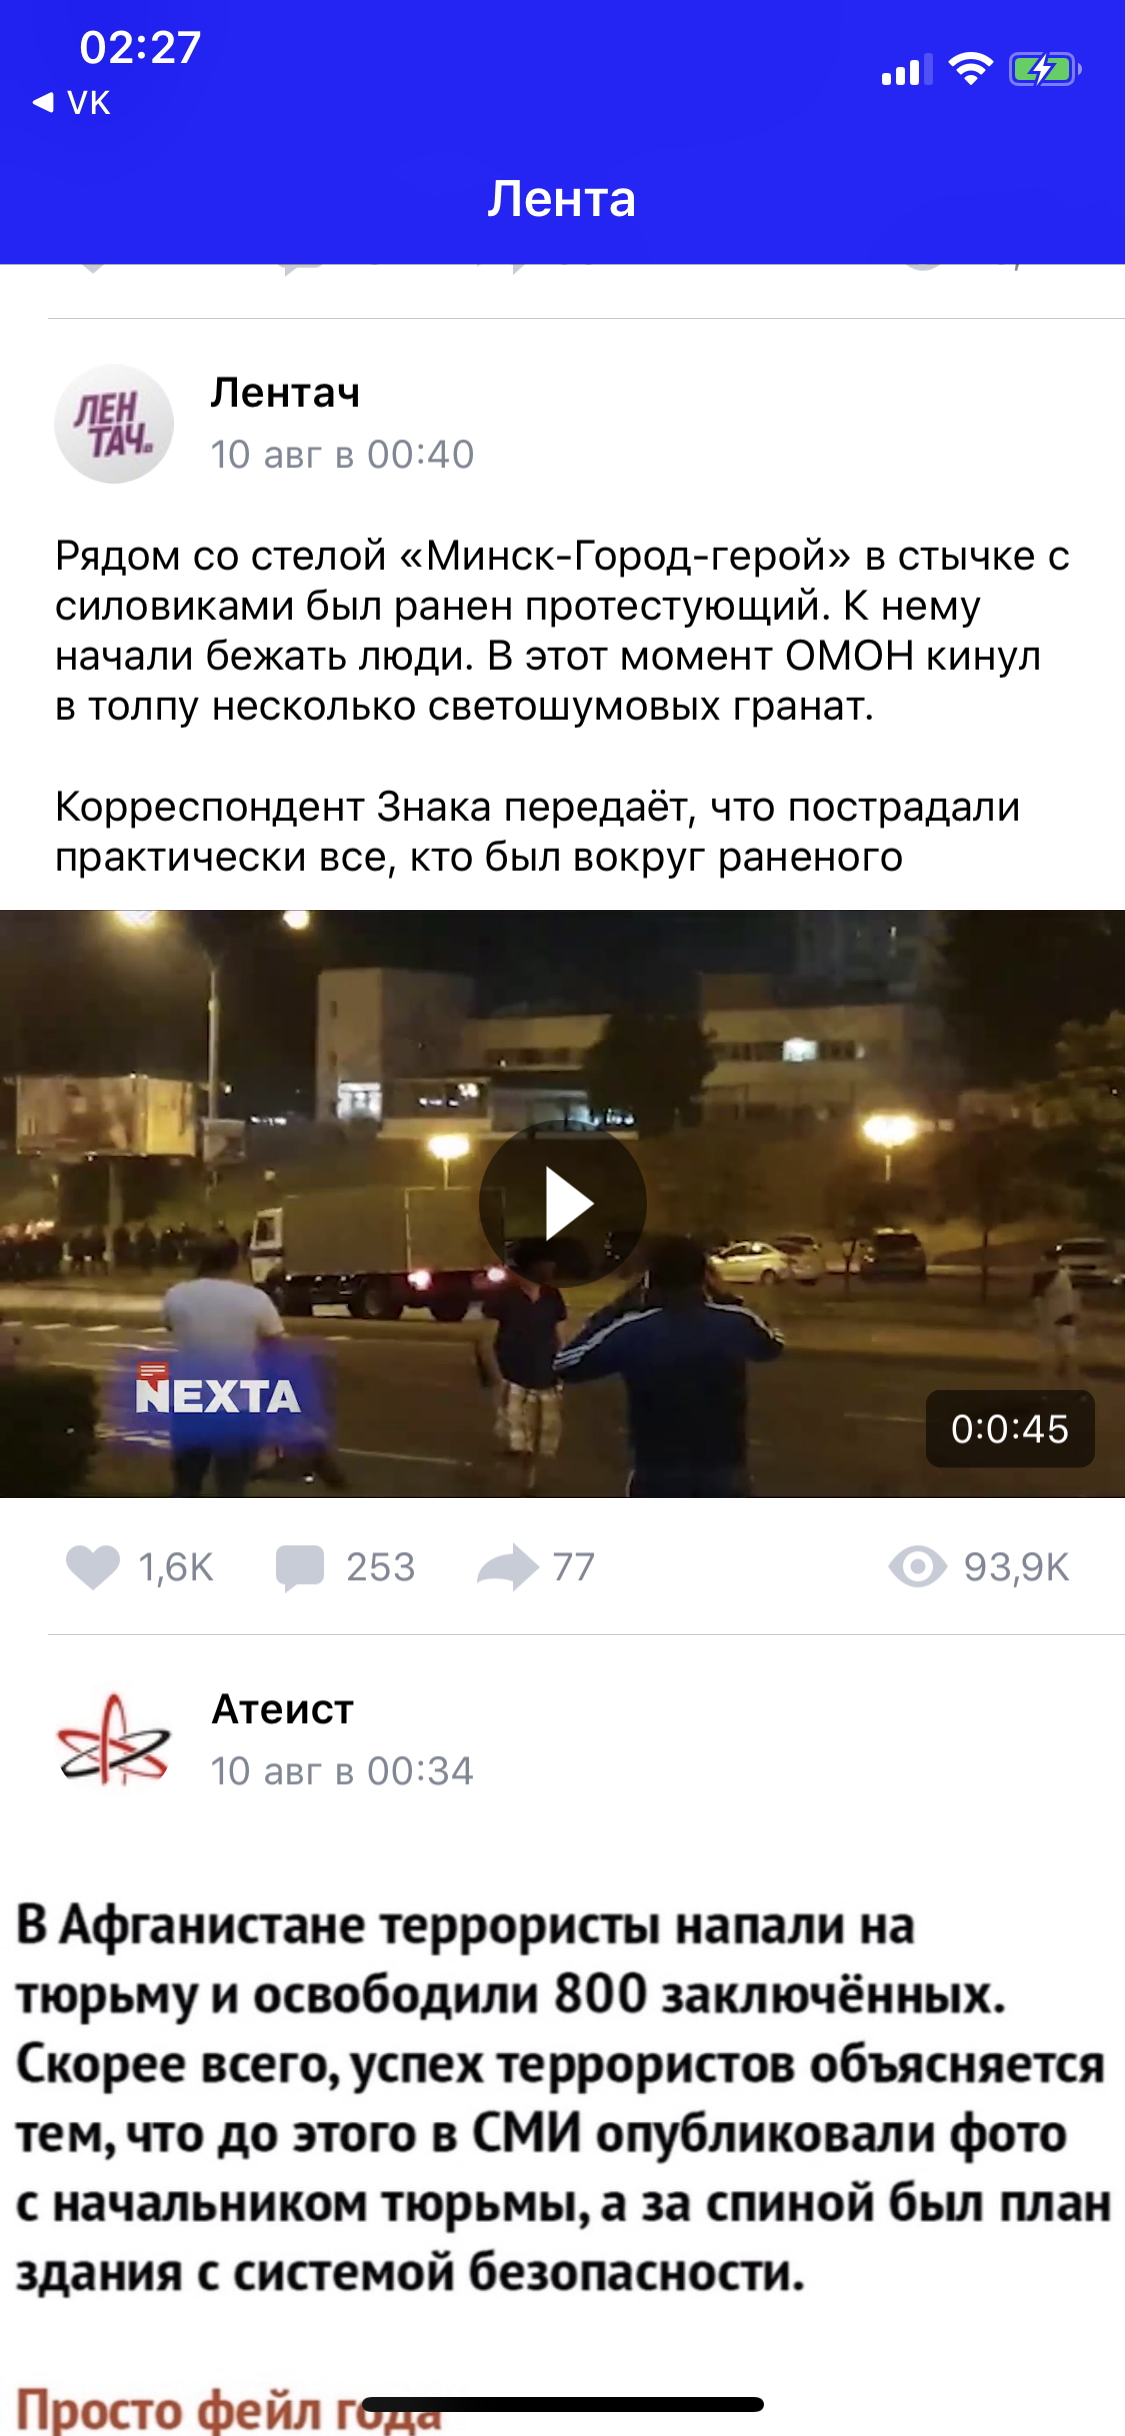 02:27
VK
Лента
ЛЕН
ТАЧ.
Лентач
10 авг в 00:40
Рядом со стелой «Минск-Город-герой» в стычке с
силовиками был ранен протестующий. К нему
начали бежать люди. В этот момент ОМОН кинул
в толпу несколько светошумовых гранат.
Корреспондент Знака передаёт, что пострадали
практически все, кто был вокруг раненого
NEXTA
0:0:45
1,6K
253
77
93,9K
Атеист
10 авг в 00:34
В Афганистане террористы напали на
тюрьму и освободили 800 заключённых.
Скорее всего, успех террористов объясняется
тем, что до этого в СМИ опубликовали фото
с начальником тюрьмы, а за спиной был план
здания с системой безопасности.
Просто фейл года